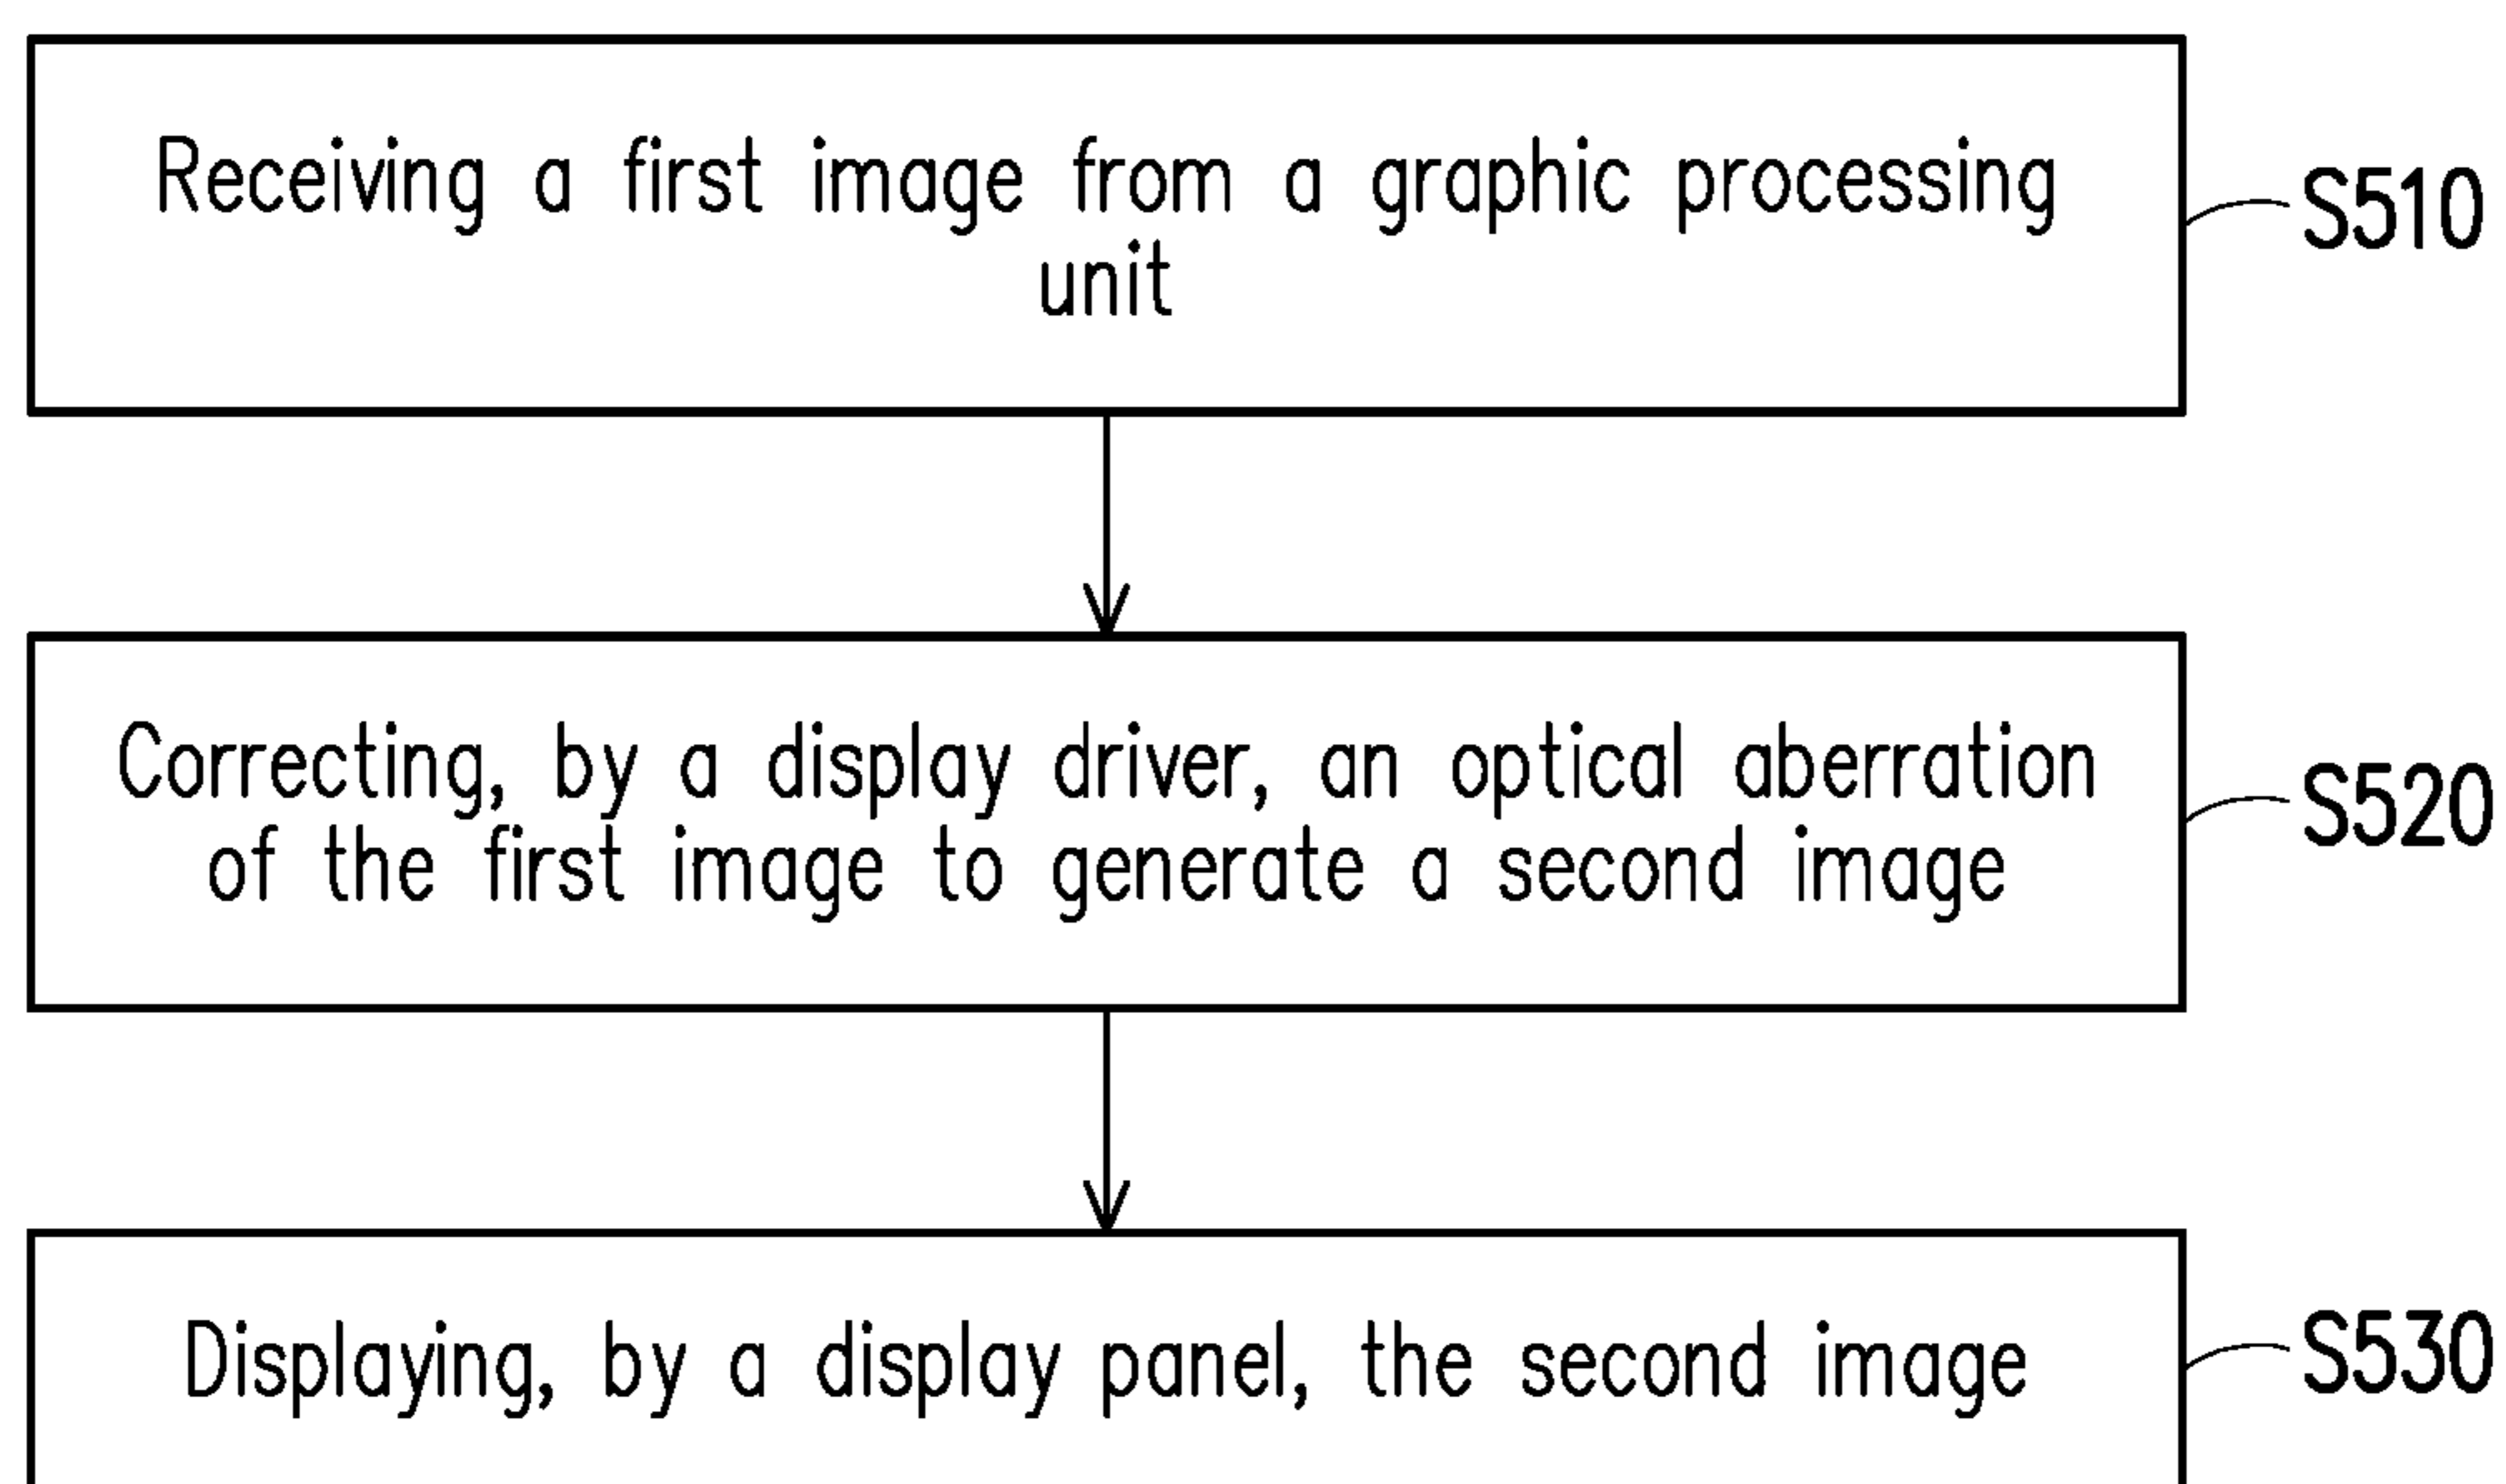 Receiving a first image from a graphic processing
unit
S510
Correcting, by a display driver, an optical aberration
of the first image to generate a second image
S520
Displaying, by a display panel, the second image
S530